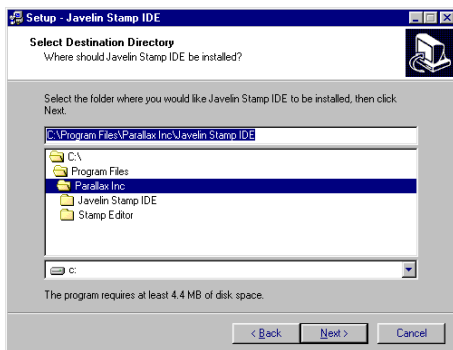 Setup - Javelin Stamp IDE
Select Destination Directory
Where should Javelin Stamp IDE be installed?
Select the folder where you would like Javelin Stamp IDE to be installed, then click
Next.
C:\Program Files\Parallax Inc\Javelin Stamp IDE
C:\
Program Files
Parallax Inc
Javelin Stamp IDE
Stamp Editor
c:
The program requires at least 4.4 MB of disk space.
< Back Next > Cancel